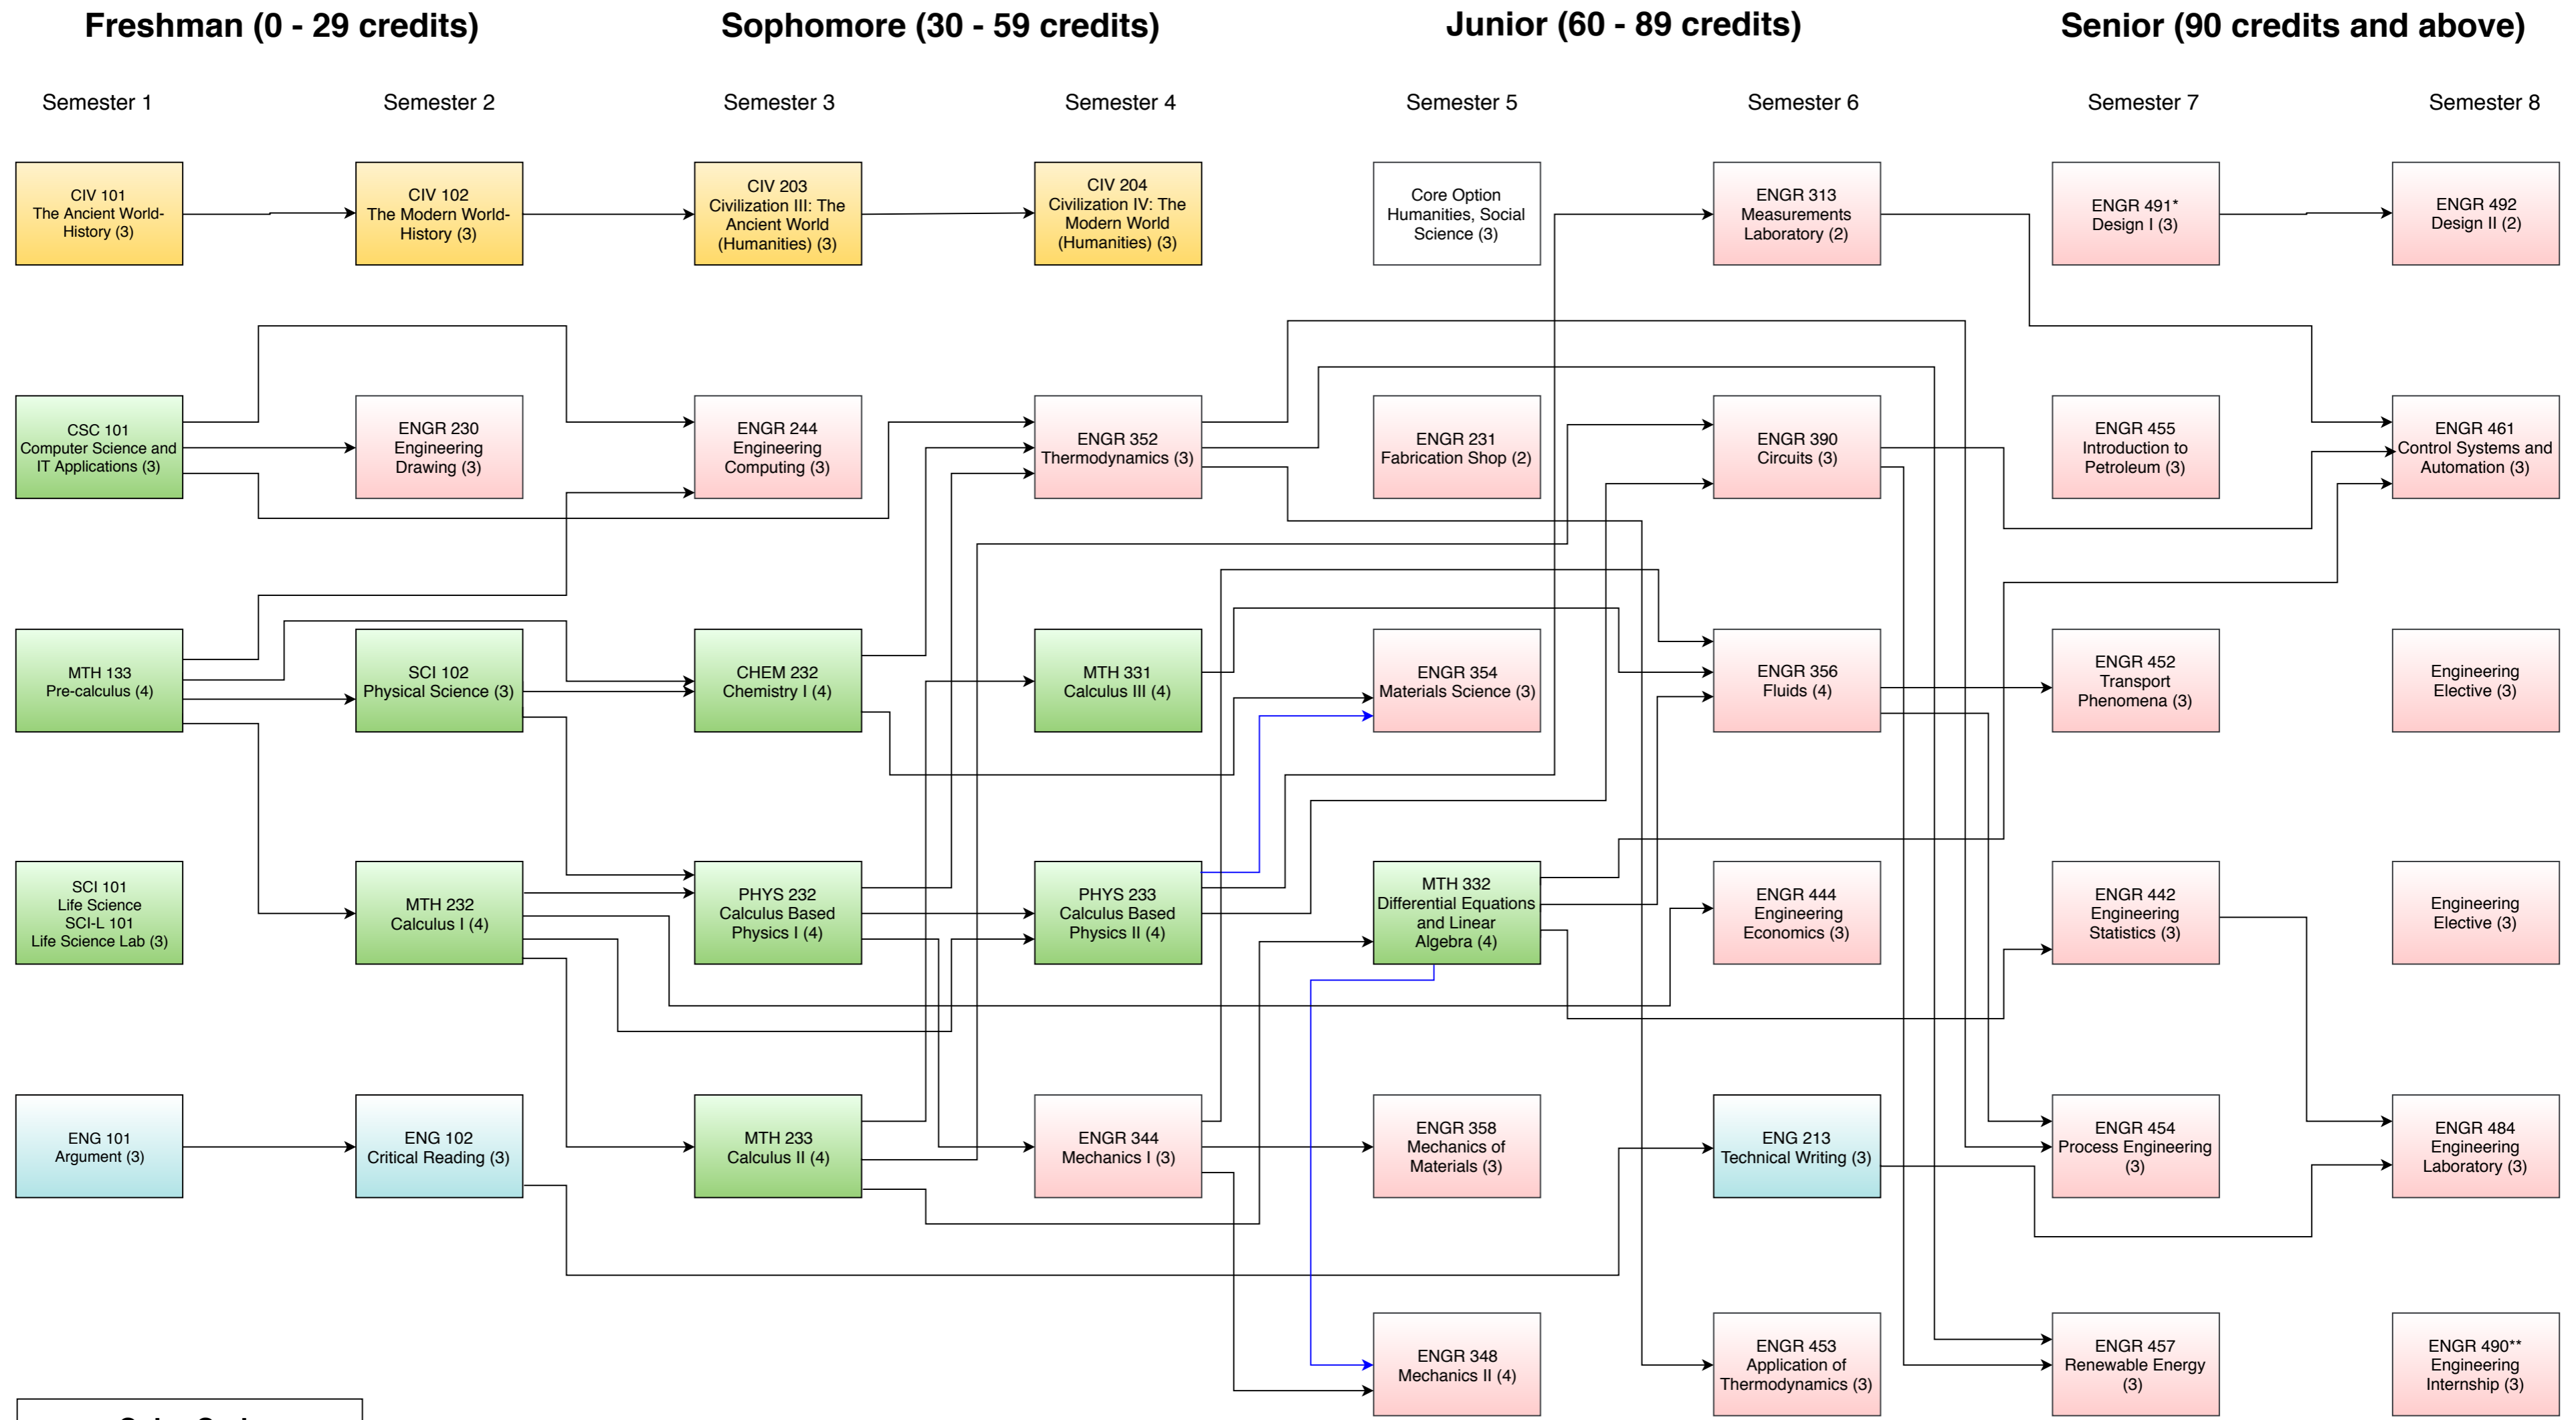 Freshman (0 - 29 credits)
Sophomore (30 - 59 credits)
Junior (60 - 89 credits)
Senior (90 credits and above)
Semester 1
Semester 2
Semester 3
Semester 4
Semester 5
Semester 6
Semester 7
Semester 8
CIV 101
The Ancient World-
History (3)
CIV 102
The Modern World-
History (3)
CIV 203
Civilization III: The
Ancient World
(Humanities) (3)
CIV 204
Civilization IV: The
Modern World
(Humanities) (3)
Core Option
Humanities, Social
Science (3)
ENGR 313
Measurements
Laboratory (2)
ENGR 491*
Design I (3)
ENGR 492
Design II (2)
CSC 101
Computer Science and
IT Applications (3)
ENGR 230
Engineering
Drawing (3)
ENGR 244
Engineering
Computing (3)
ENGR 352
Thermodynamics (3)
ENGR 231
Fabrication Shop (2)
ENGR 390
Circuits (3)
ENGR 455
Introduction to
Petroleum (3)
ENGR 461
Control Systems and
Automation (3)
MTH 133
Pre-calculus (4)
SCI 102
Physical Science (3)
CHEM 232
Chemistry I (4)
MTH 331
Calculus III (4)
ENGR 354
Materials Science (3)
ENGR 356
Fluids (4)
ENGR 452
Transport
Phenomena (3)
Engineering
Elective (3)
SCI 101
Life Science
SCI-L 101
Life Science Lab (3)
MTH 232
Calculus I (4)
PHYS 232
Calculus Based
Physics I (4)
PHYS 233
Calculus Based
Physics II (4)
MTH 332
Differential Equations
and Linear
Algebra (4)
ENGR 444
Engineering
Economics (3)
ENGR 442
Engineering
Statistics (3)
Engineering
Elective (3)
ENG 101
Argument (3)
ENG 102
Critical Reading (3)
MTH 233
Calculus II (4)
ENGR 344
Mechanics I (3)
ENGR 358
Mechanics of
Materials (3)
ENG 213
Technical Writing (3)
ENGR 454
Process Engineering
(3)
ENGR 484
Engineering
Laboratory (3)
ENGR 348
Mechanics II (4)
ENGR 453
Application of
Thermodynamics (3)
ENGR 457
Renewable Energy
(3)
ENGR 490**
Engineering
Internship (3)